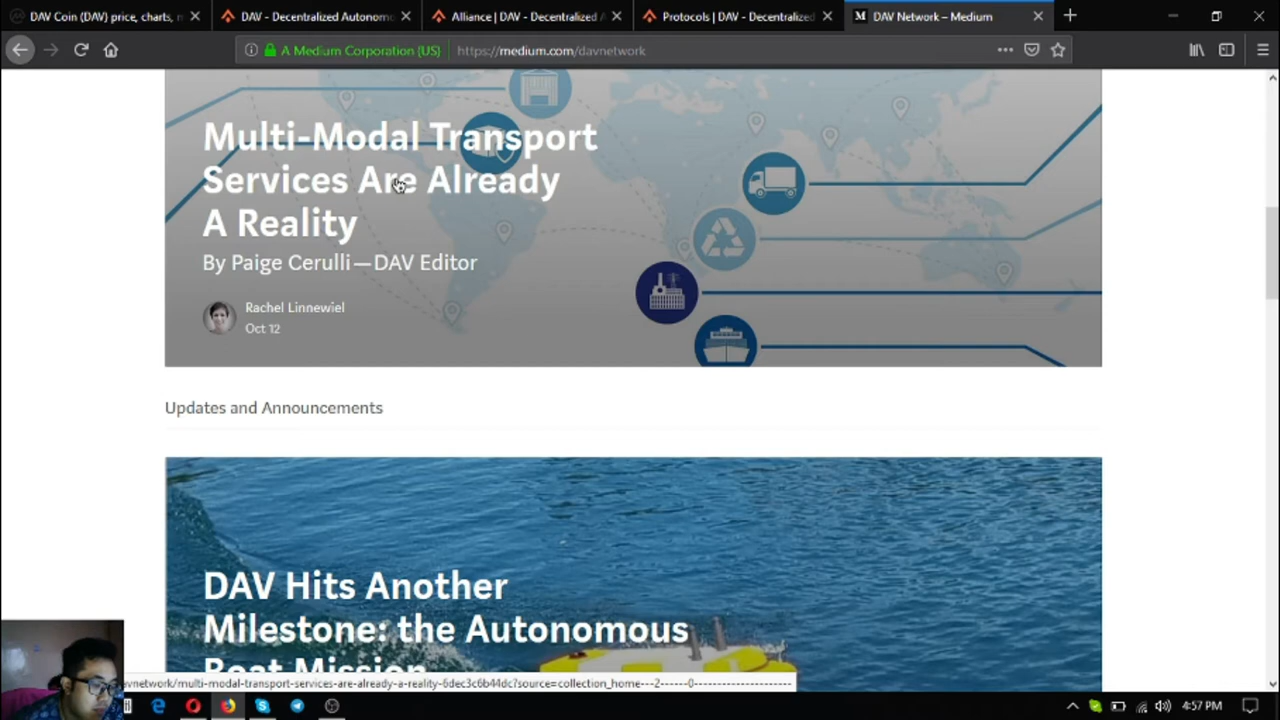 DAV Coin (DAV) price, charts, m
DAV - Decentralized Autonomo
Alliance | DAV - Decentralized A
Protocols | DAV - Decentralized
DAV Network – Medium
A Medium Corporation (US)
https://medium.com/davnetwork
Multi-Modal Transport
Services Are Already
A Reality
By Paige Cerulli — DAV Editor
Rachel Linnewiel
Oct 12
Updates and Announcements
DAV Hits Another
Milestone: the Autonomous
Boat Mission
avnetwork/multi-modal-transport-services-are-already-a-reality-6dec3c6b44dc?source=collection_home---2------0---------------------
4:57 PM